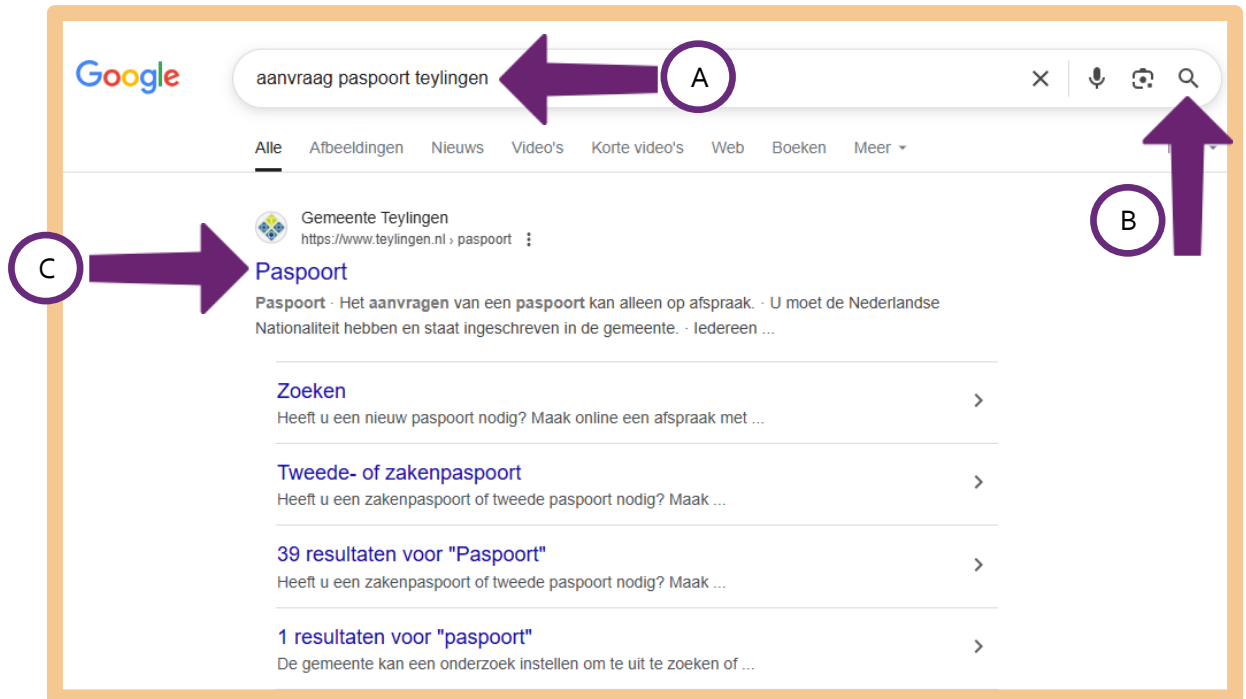 Google
aanvraag paspoort teylingen
A
Alle Afbeeldingen Nieuws Video's Korte video's Web Boeken Meer
B
Gemeente Teylingen
https://www.teylingen.nl › paspoort
C
Paspoort
Paspoort · Het aanvragen van een paspoort kan alleen op afspraak. · U moet de Nederlandse
Nationaliteit hebben en staat ingeschreven in de gemeente. · Iedereen ...
Zoeken
Heeft u een nieuw paspoort nodig? Maak online een afspraak met ...
Tweede- of zakenpaspoort
Heeft u een zakenpaspoort of tweede paspoort nodig? Maak ...
39 resultaten voor "Paspoort"
Heeft u een zakenpaspoort of tweede paspoort nodig? Maak ...
1 resultaten voor "paspoort"
De gemeente kan een onderzoek instellen om te uit te zoeken of ...